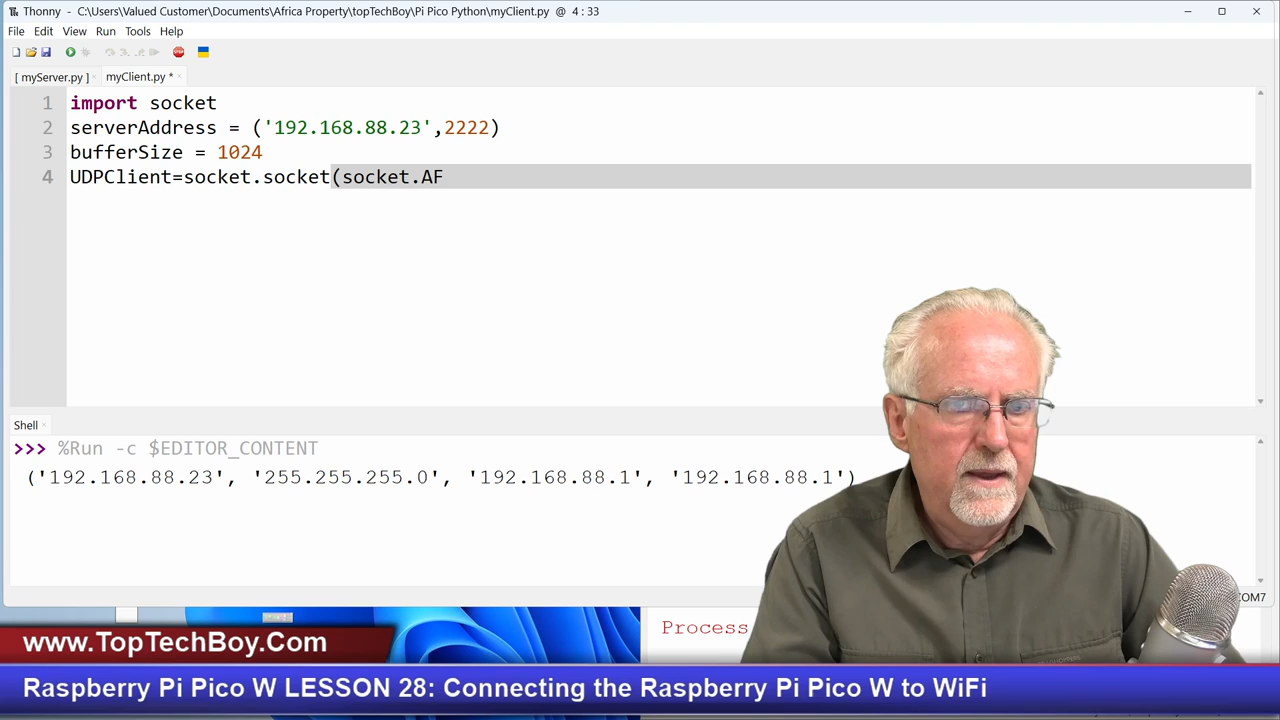 Thonny - C:\Users\Valued Customer\Documents\Africa Property\topTechBoy\Pi Pico Python\myClient.py @ 4 : 33
File Edit View Run Tools Help
[ myServer.py ] myClient.py *
1 import socket
2 serverAddress = ('192.168.88.23',2222)
3 bufferSize = 1024
4 UDPClient=socket.socket(socket.AF
Shell
>>> %Run -c $EDITOR_CONTENT
('192.168.88.23', '255.255.255.0', '192.168.88.1', '192.168.88.1')
COM7
Process
www.TopTechBoy.Com
Raspberry Pi Pico W LESSON 28: Connecting the Raspberry Pi Pico W to WiFi